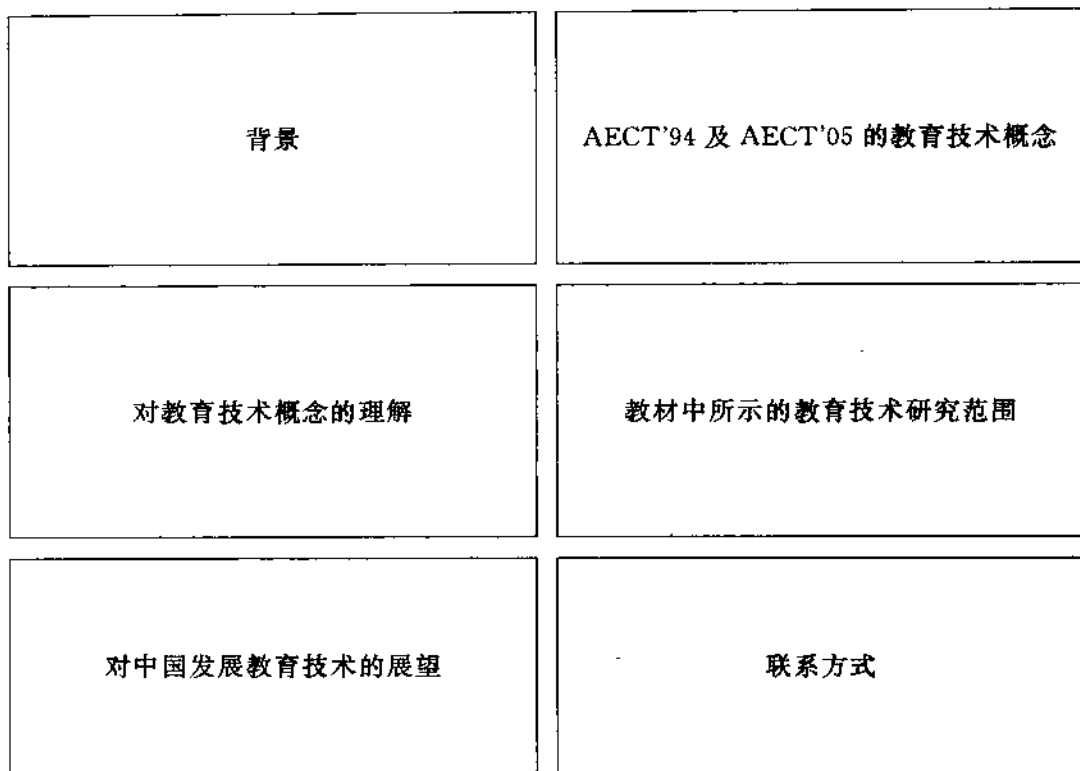 背景
AECT'94 及 AECT'05 的教育技术概念
对教育技术概念的理解
教材中所示的教育技术研究范围
对中国发展教育技术的展望
联系方式